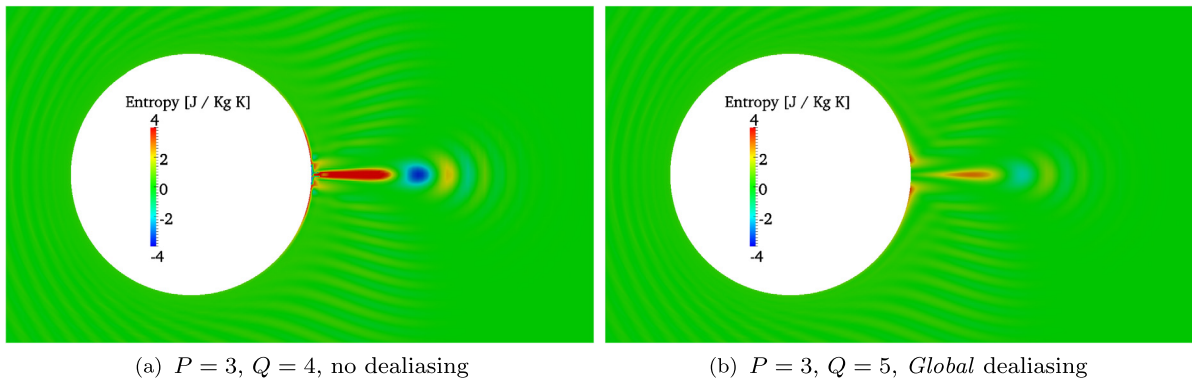 Entropy [J / Kg K]
4
2
0
-2
-4
Entropy [J / Kg K]
4
2
0
-2
-4
(a) P = 3, Q = 4, no dealiasing
(b) P = 3, Q = 5, Global dealiasing